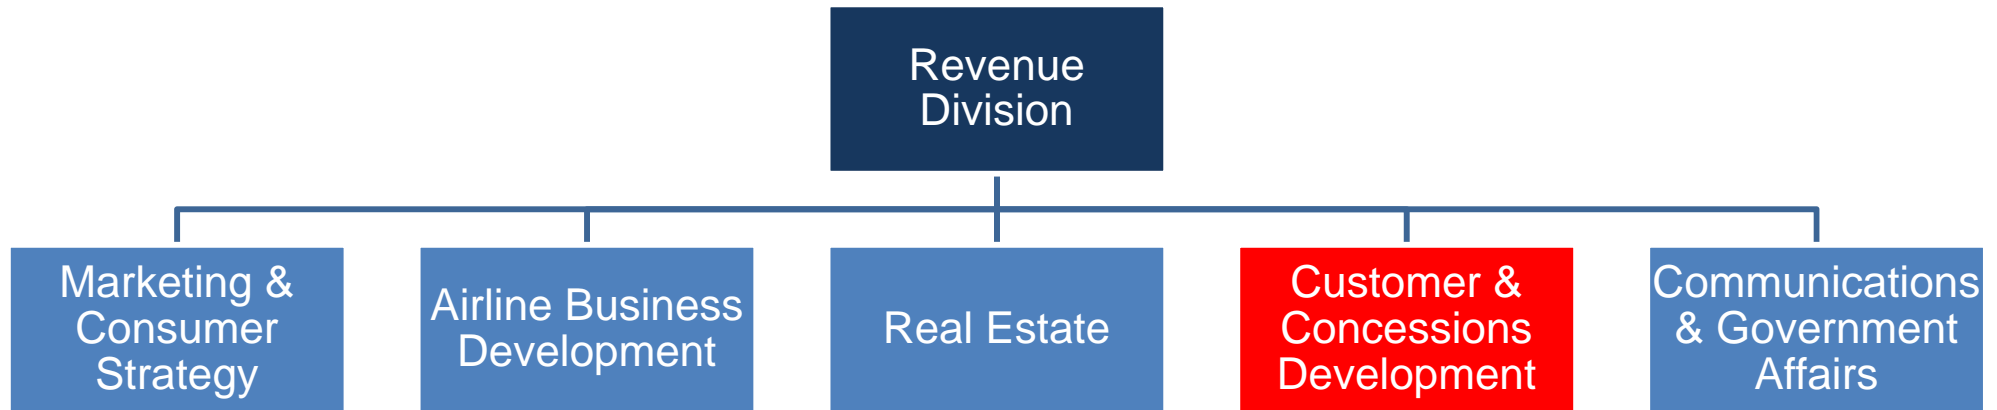 Revenue
Division
Marketing &
Consumer
Strategy
Airline Business
Development
Real Estate
Customer &
Concessions
Development
Communications
& Government
Affairs